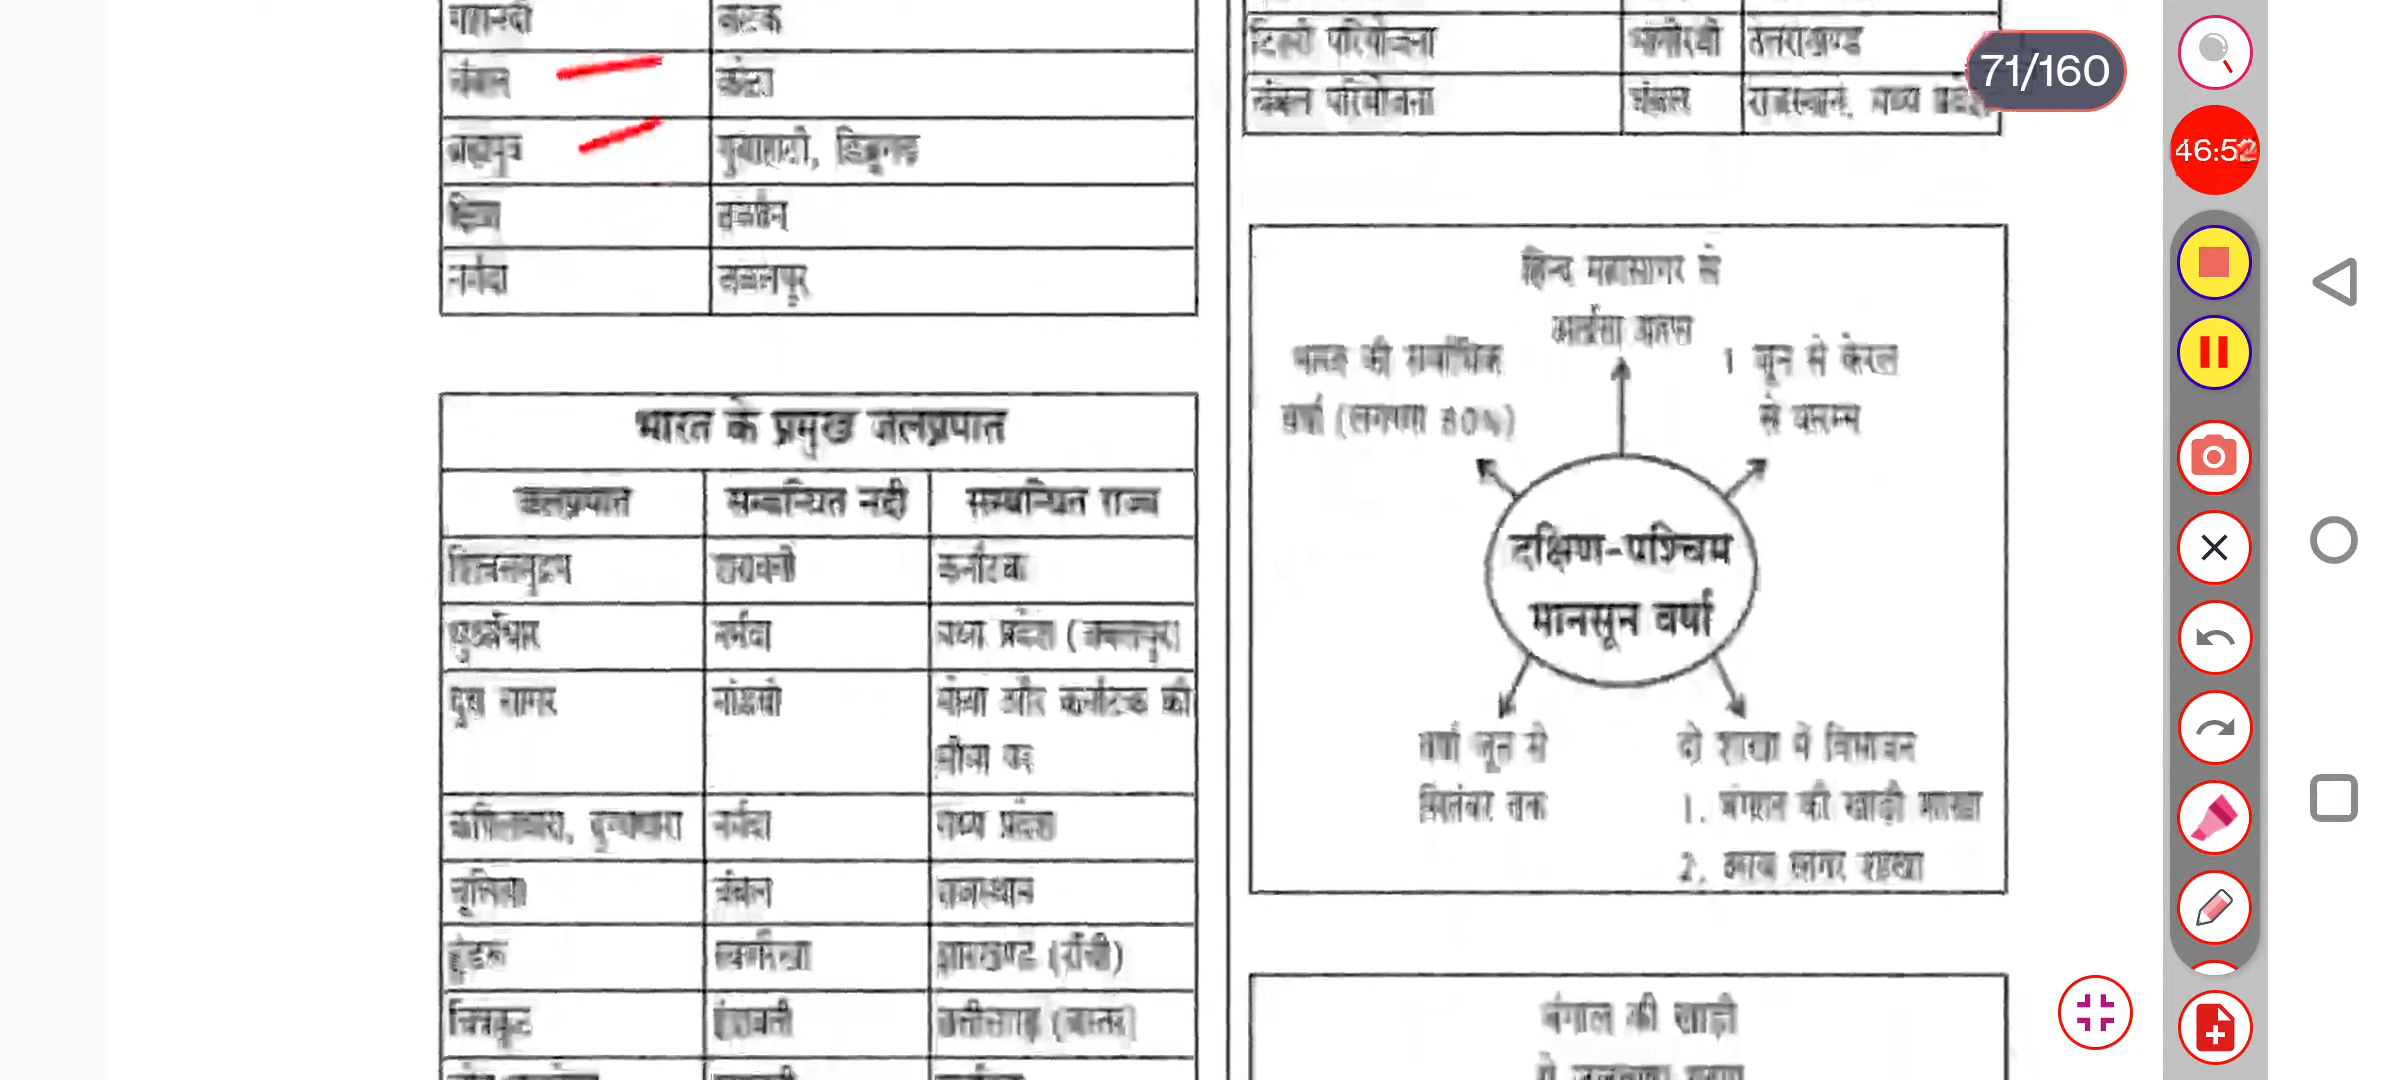 महानदी कटक
चंबल कोटा
ब्रह्मपुत्र गुवाहाटी, डिब्रूगढ़
क्षिप्रा उज्जैन
नर्मदा जबलपुर
भारत के प्रमुख जलप्रपात
जलप्रपात सम्बन्धित नदी सम्बन्धित राज्य
शिवसमुद्रम कर्नाटक
धुआँधार नर्मदा मध्य प्रदेश (जबलपुर)
दूध सागर मांडवी गोवा और कर्नाटक की
सीमा पर
कपिलधारा, दुग्धधारा नर्मदा मध्य प्रदेश
चूलिया चंबल राजस्थान
हुंडरू स्वर्णरेखा झारखण्ड (राँची)
चित्रकूट इंद्रावती छत्तीसगढ़ (बस्तर)
टिहरी परियोजना भागीरथी उत्तराखण्ड
चंबल परियोजना चंबल राजस्थान, मध्य प्रदेश
हिन्द महासागर से
भारत की सर्वाधिक
वर्षा (लगभग 80%)
1 जून से केरल
से प्रारम्भ
दक्षिण-पश्चिम
मानसून वर्षा
वर्षा जून से
सितंबर तक
दो शाखा में विभाजन
1. बंगाल की खाड़ी शाखा
2. अरब सागर शाखा
बंगाल की खाड़ी
71/160
46:52